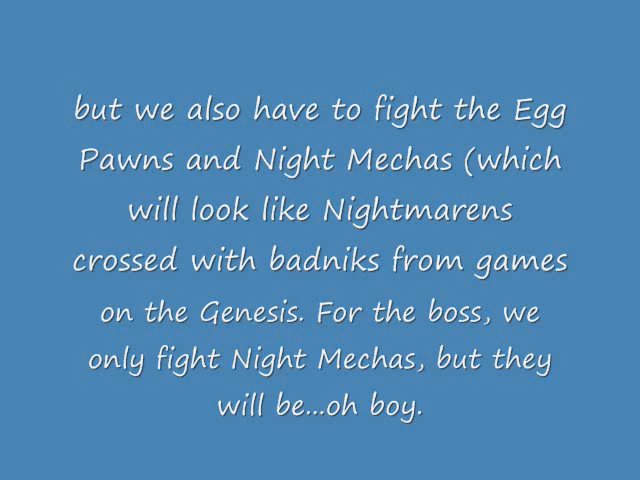 but we also have to fight the Egg
Pawns and Night Mechas (which
will look like Nightmarens
crossed with badniks from games
on the Genesis. For the boss, we
only fight Night Mechas, but they
will be...oh boy.